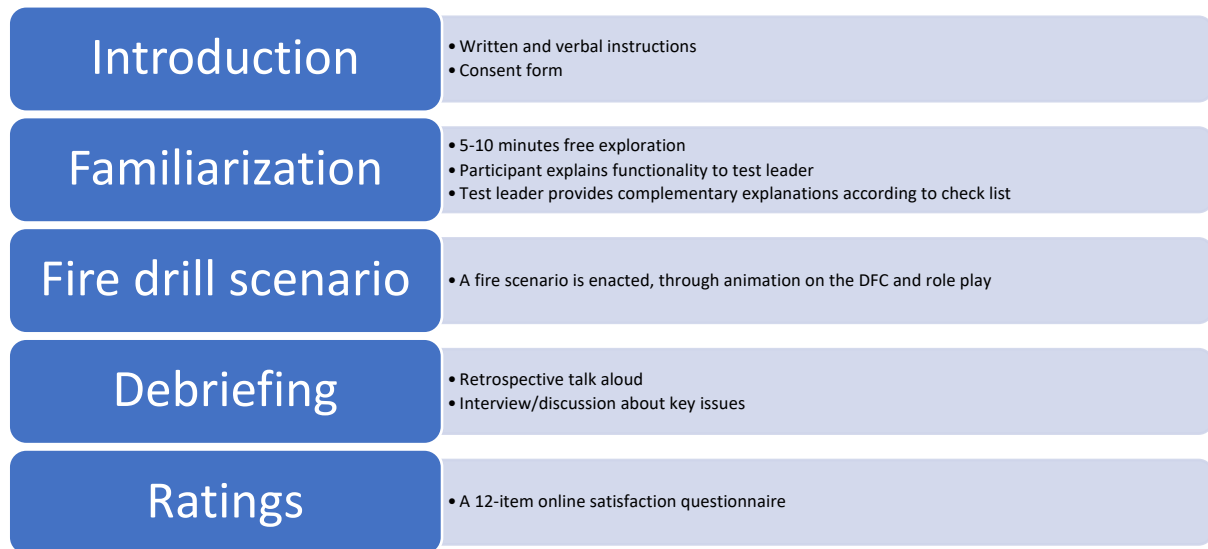 Introduction
• Written and verbal instructions
• Consent form
Familiarization
• 5-10 minutes free exploration
• Participant explains functionality to test leader
• Test leader provides complementary explanations according to check list
Fire drill scenario
• A fire scenario is enacted, through animation on the DFC and role play
Debriefing
• Retrospective talk aloud
• Interview/discussion about key issues
Ratings
• A 12-item online satisfaction questionnaire